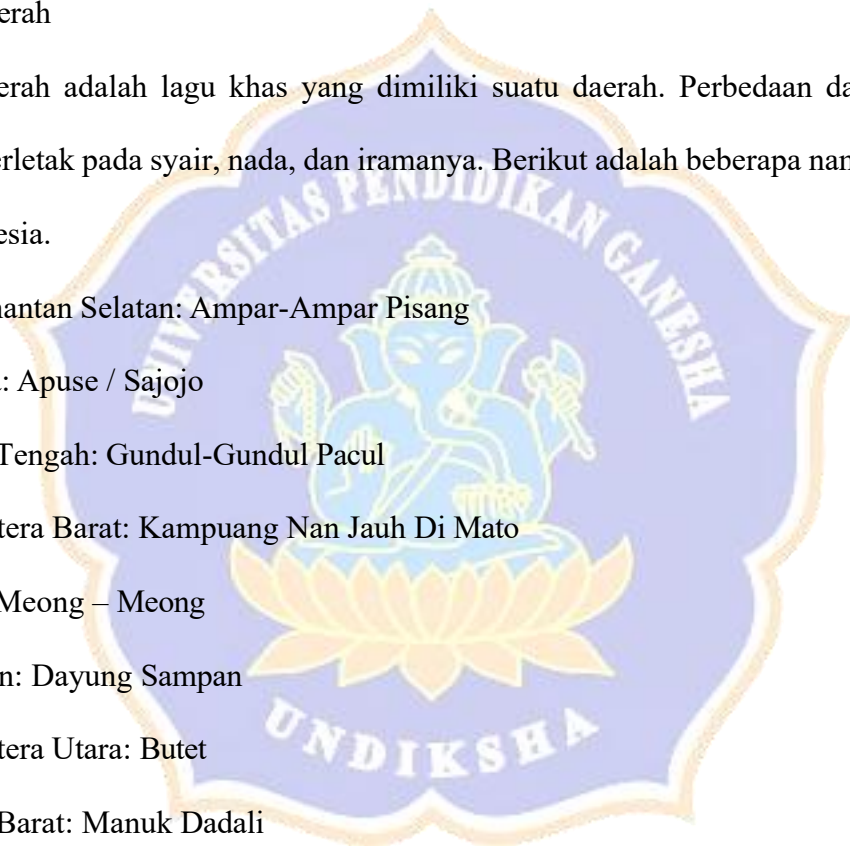 erah
erah adalah lagu khas yang dimiliki suatu daerah. Perbedaan da
erletak pada syair, nada, dan iramanya. Berikut adalah beberapa nam
esia.
UNIVERSITAS PENDIDIKAN GANESHA
nantan Selatan: Ampar-Ampar Pisang
: Apuse / Sajojo
Tengah: Gundul-Gundul Pacul
tera Barat: Kampuang Nan Jauh Di Mato
Meong – Meong
n: Dayung Sampan
tera Utara: Butet
Barat: Manuk Dadali
UNDIKSHA